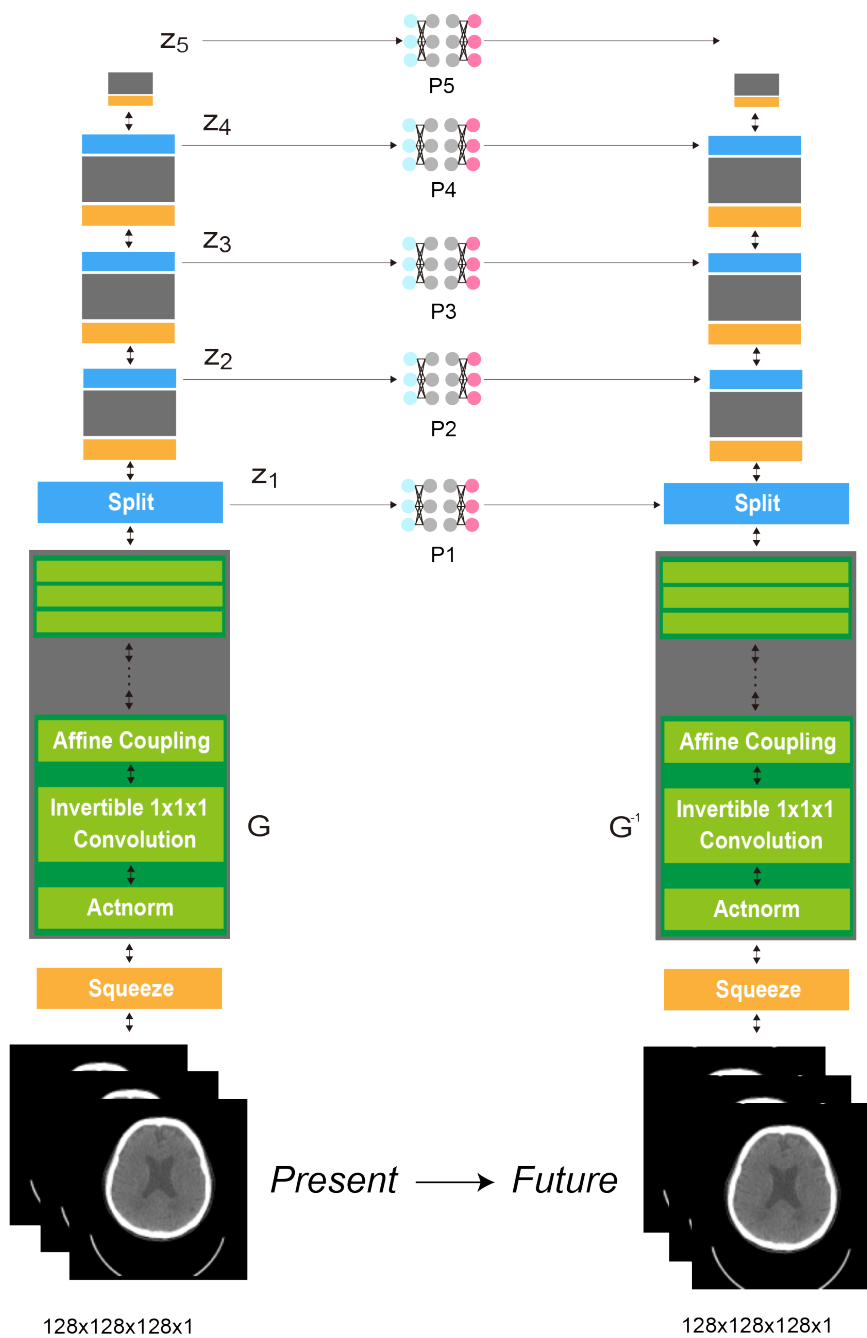 z5
P5
z4
P4
z3
P3
z2
P2
z1
Split
Split
P1
Affine Coupling
Affine Coupling
Invertible 1x1x1
Convolution
Invertible 1x1x1
Convolution
G
G-1
Actnorm
Actnorm
Squeeze
Squeeze
Present
Future
128x128x128x1
128x128x128x1